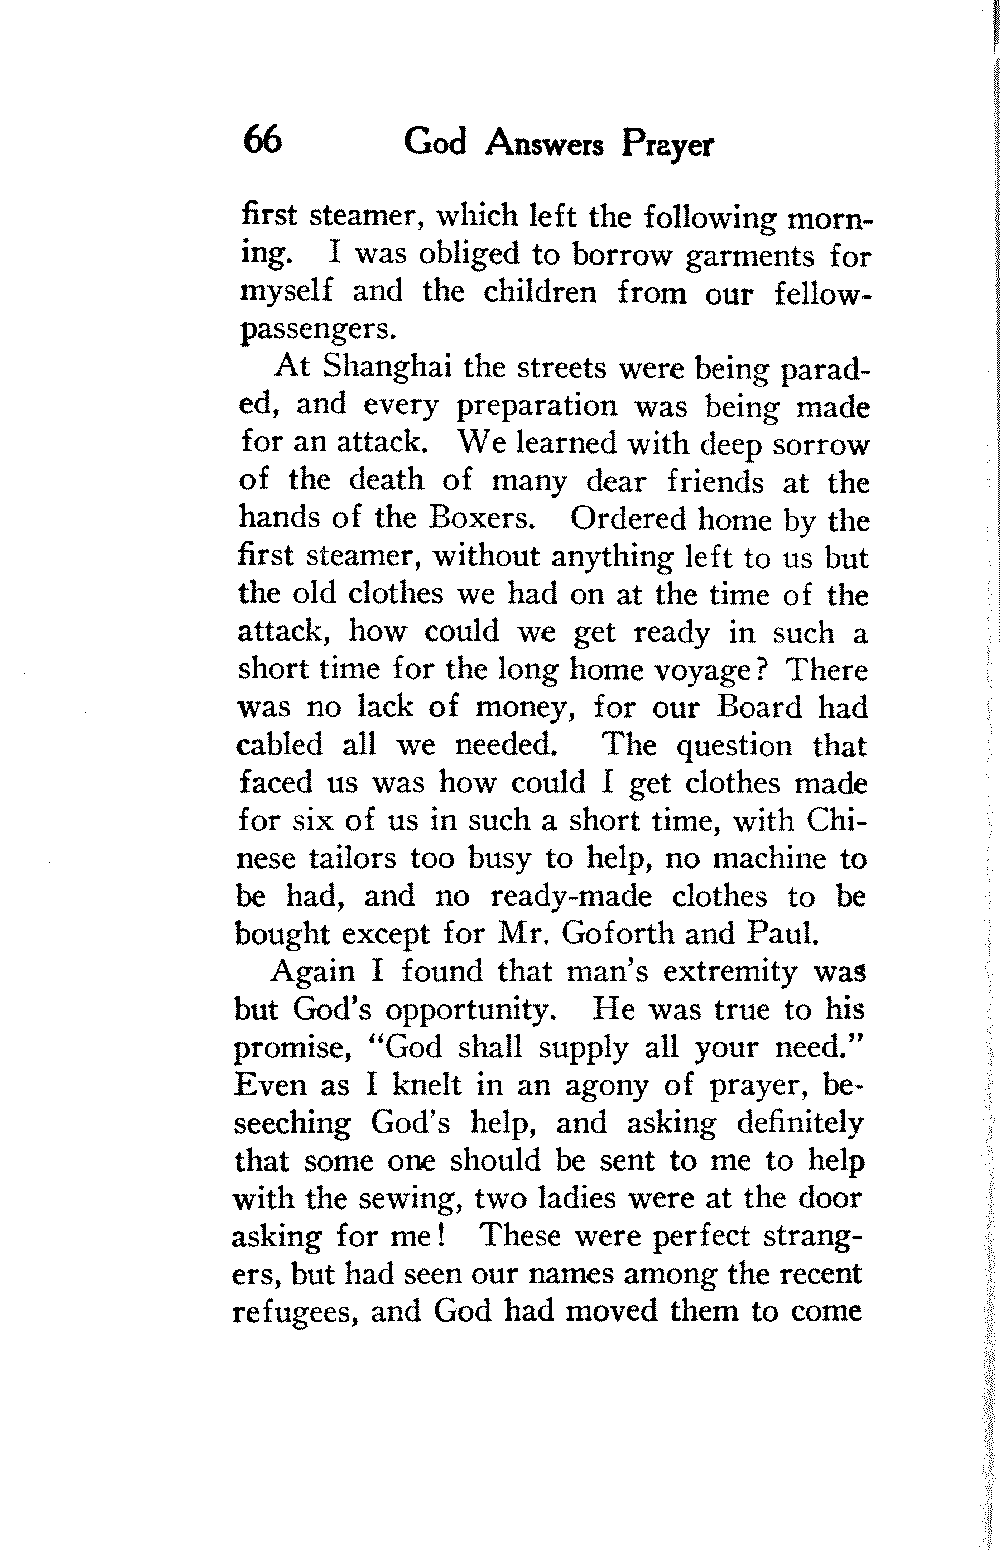 66 God Answers Prayer
first steamer, which left the following morn-
ing. I was obliged to borrow garments for
myself and the children from our fellow-
passengers.
At Shanghai the streets were being parad-
ed, and every preparation was being made
for an attack. We learned with deep sorrow
of the death of many dear friends at the
hands of the Boxers. Ordered home by the
first steamer, without anything left to us but
the old clothes we had on at the time of the
attack, how could we get ready in such a
short time for the long home voyage? There
was no lack of money, for our Board had
cabled all we needed. The question that
faced us was how could I get clothes made
for six of us in such a short time, with Chi-
nese tailors too busy to help, no machine to
be had, and no ready-made clothes to be
bought except for Mr. Goforth and Paul.
Again I found that man's extremity was
but God's opportunity. He was true to his
promise, "God shall supply all your need."
Even as I knelt in an agony of prayer, be-
seeching God's help, and asking definitely
that some one should be sent to me to help
with the sewing, two ladies were at the door
asking for me! These were perfect strang-
ers, but had seen our names among the recent
refugees, and God had moved them to come